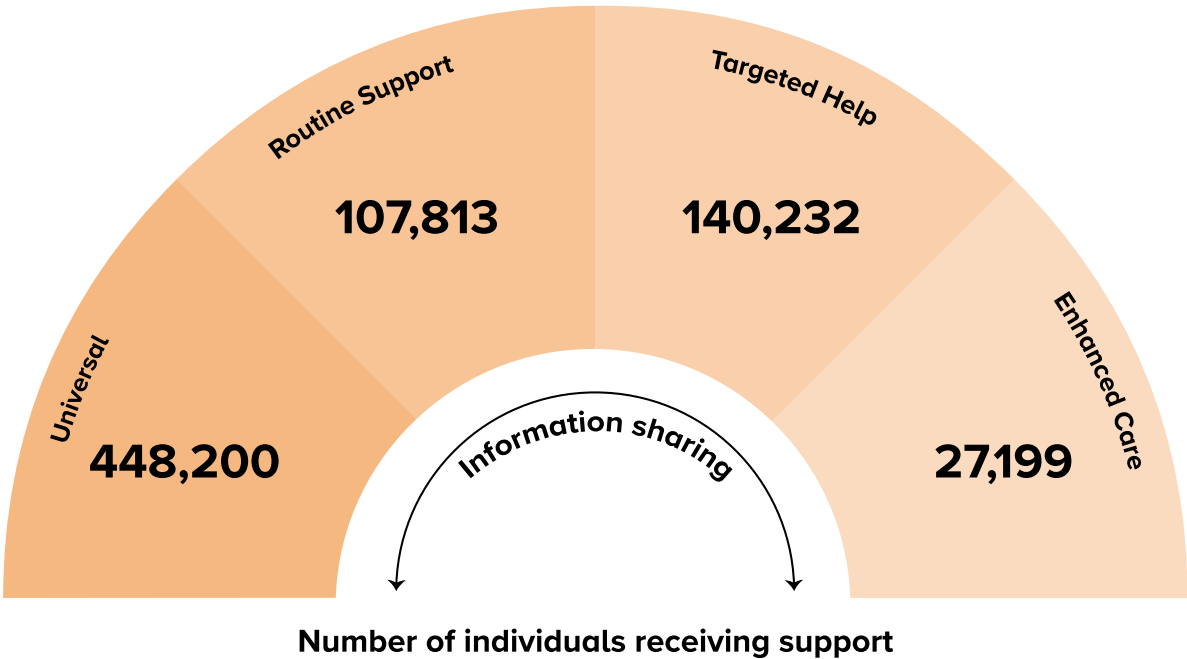 Universal
448,200
Routine Support
107,813
Targeted Help
140,232
Enhanced Care
27,199
Information sharing
Number of individuals receiving support